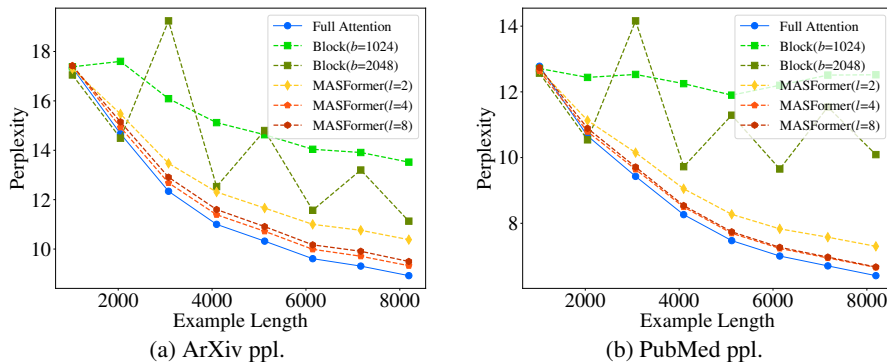 18
16
14
12
10
Perplexity
2000
4000
6000
8000
Example Length
Full Attention
Block(b=1024)
Block(b=2048)
MASFormer(l=2)
MASFormer(l=4)
MASFormer(l=8)
(a) ArXiv ppl.
14
12
10
8
Perplexity
2000
4000
6000
8000
Example Length
Full Attention
Block(b=1024)
Block(b=2048)
MASFormer(l=2)
MASFormer(l=4)
MASFormer(l=8)
(b) PubMed ppl.